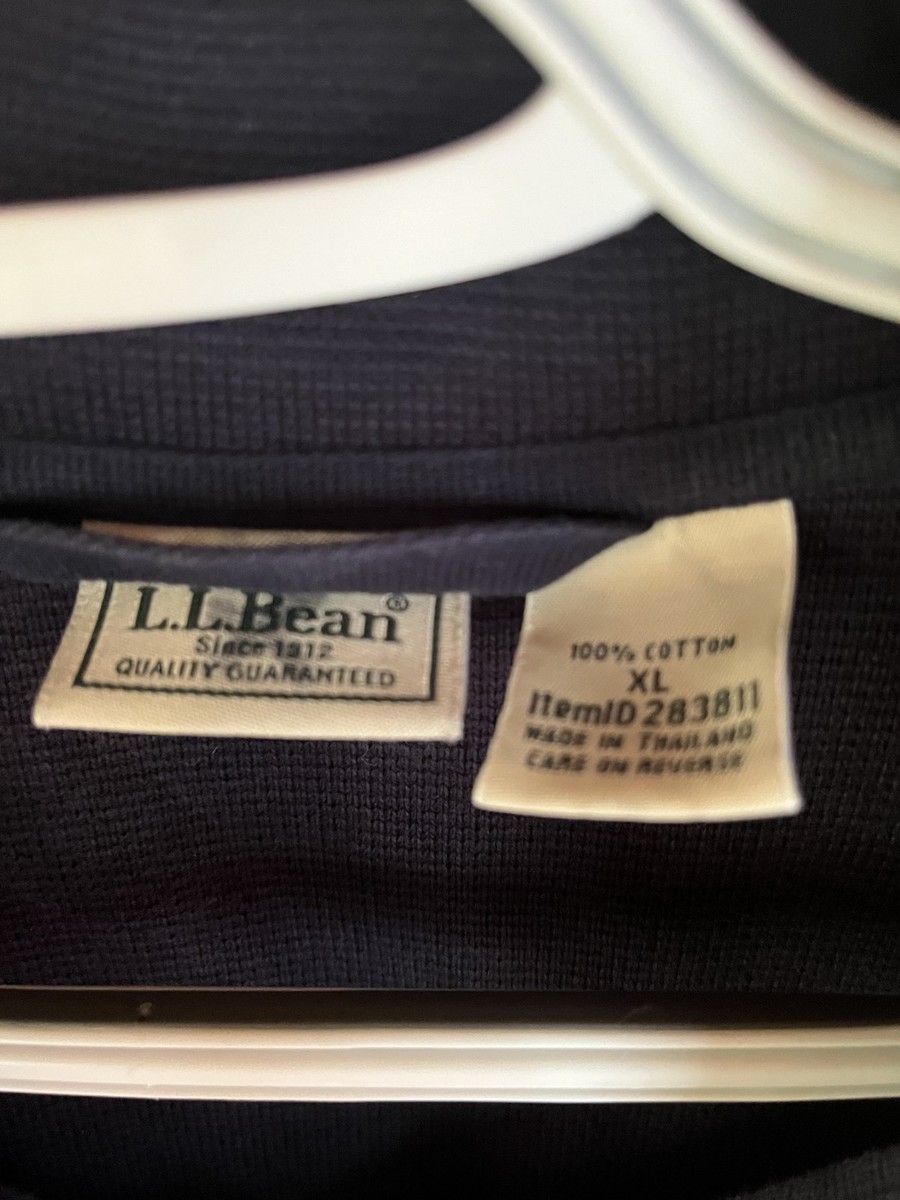 L.L.Bean®
Since 1912
QUALITY GUARANTEED
100% COTTON
XL
ItemID 283811
MADE IN THAILAND
CARE ON REVERSE